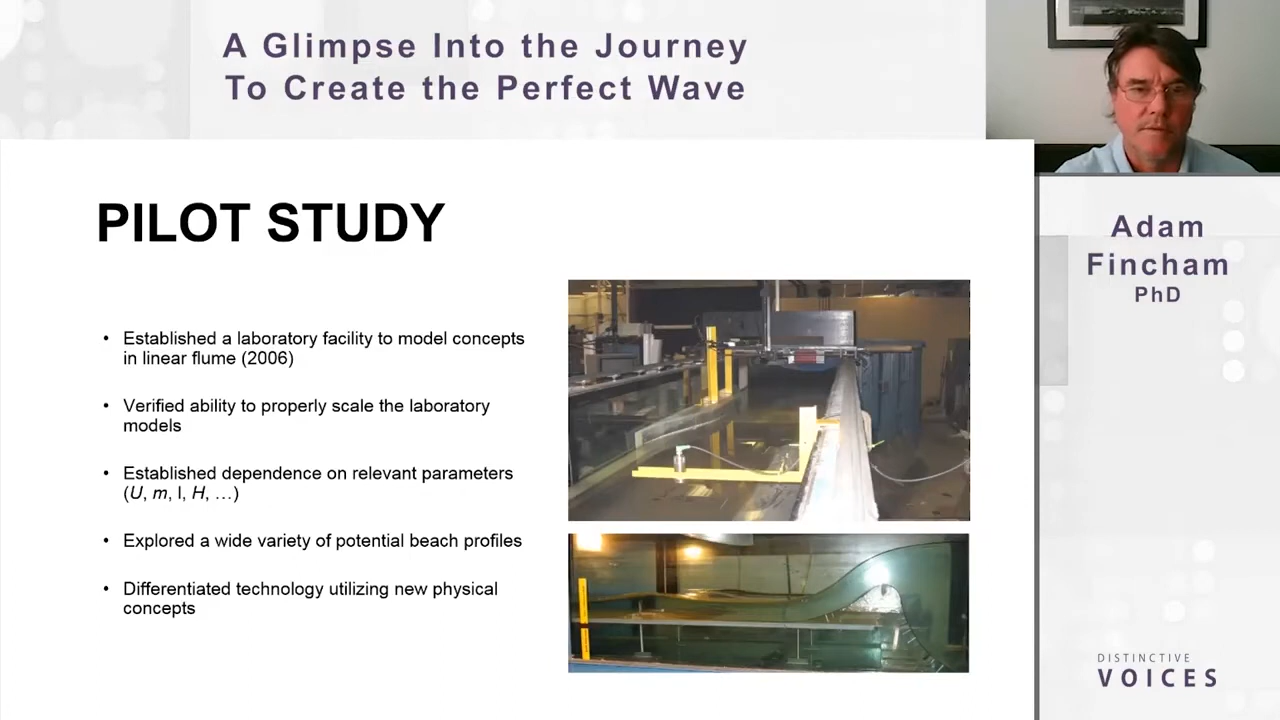 A Glimpse Into the Journey
To Create the Perfect Wave
PILOT STUDY
• Established a laboratory facility to model concepts
in linear flume (2006)
• Verified ability to properly scale the laboratory
models
• Established dependence on relevant parameters
(U, m, l, H, …)
• Explored a wide variety of potential beach profiles
• Differentiated technology utilizing new physical
concepts
Adam
Fincham
PhD
DISTINCTIVE
VOICES